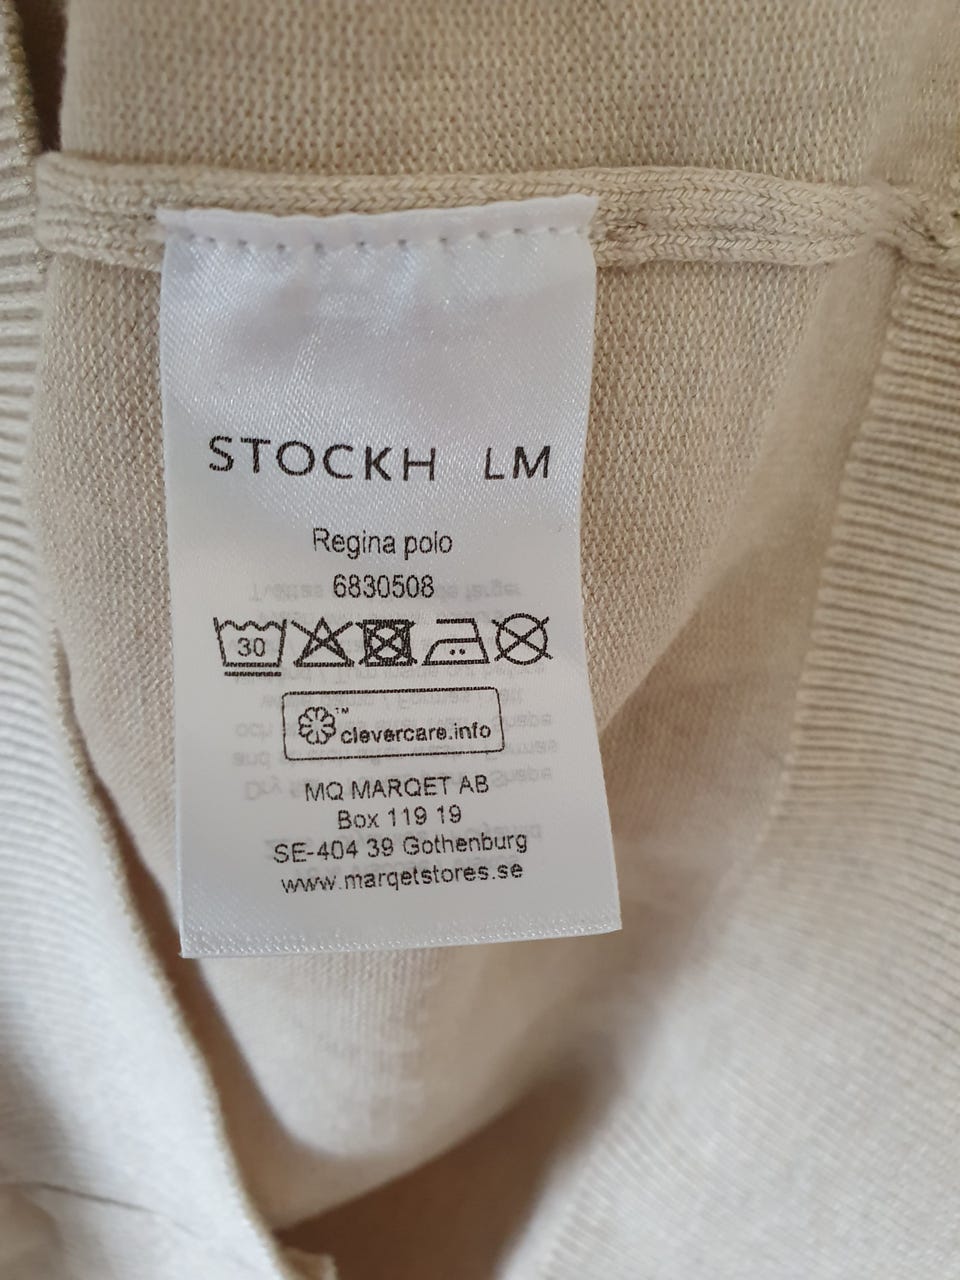 STOCKH LM
Regina polo
6830508
30
clevercare.info
TM
MQ MARQET AB
Box 119 19
SE-404 39 Gothenburg
www.marqetstores.se